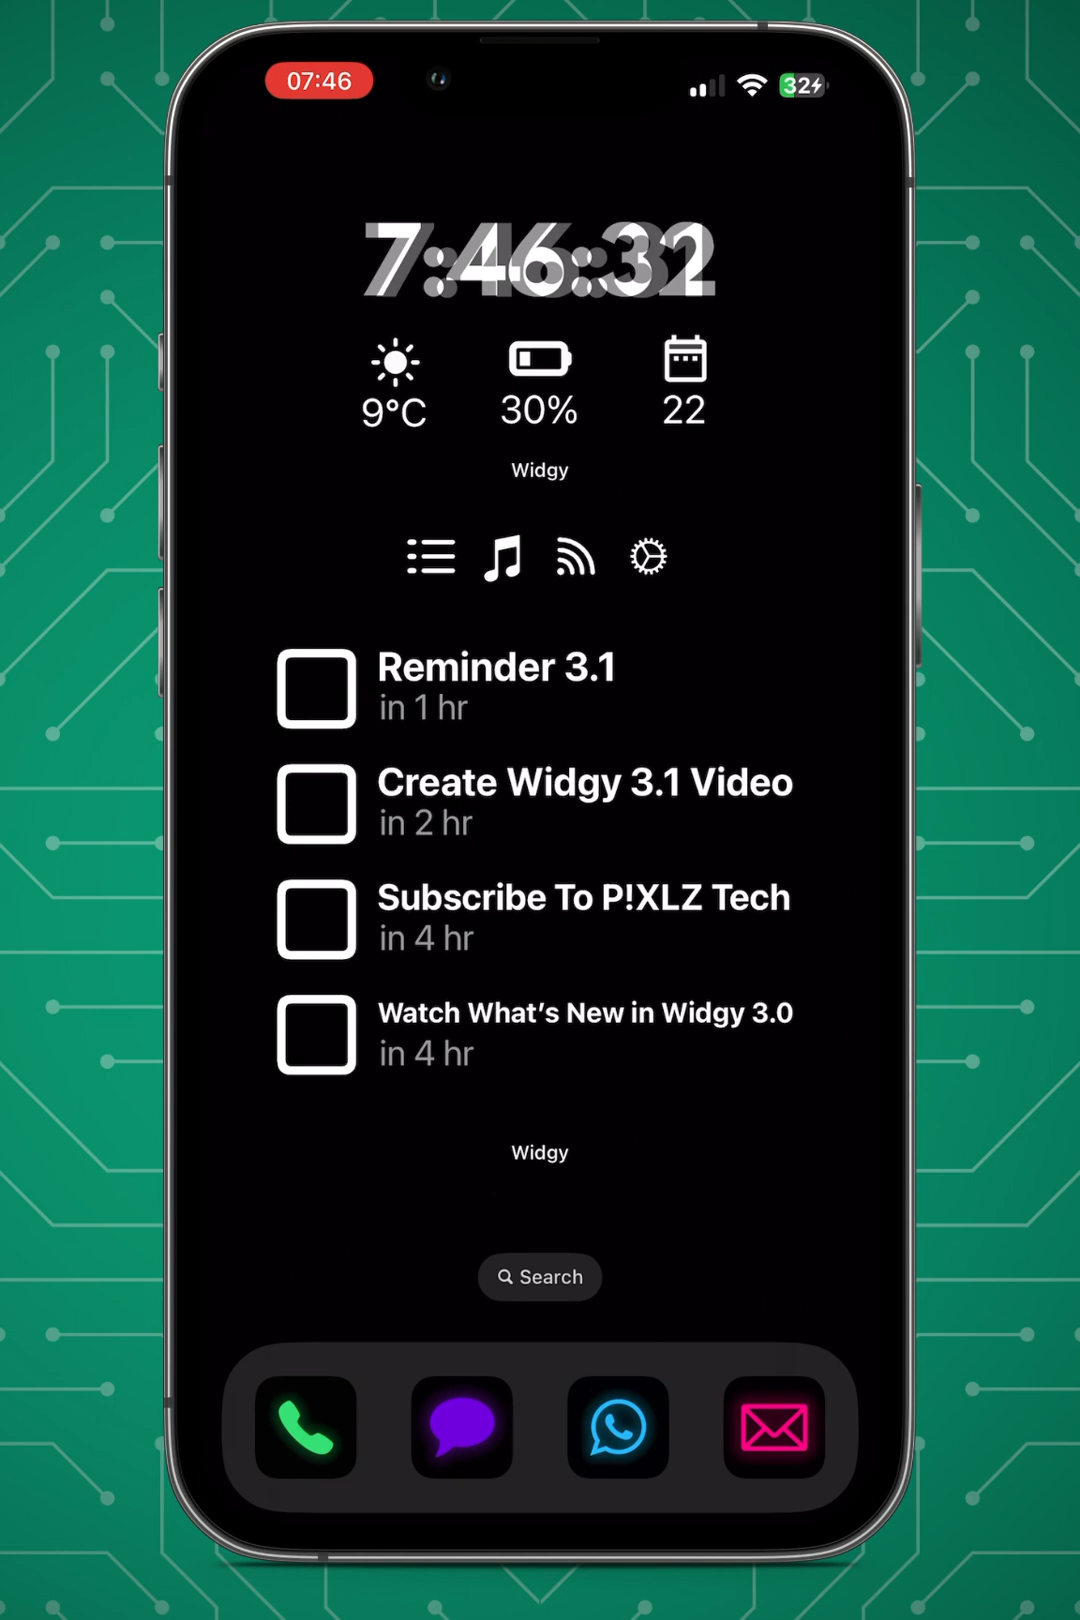 07:46
32
7:46:32
9°C
30%
22
Widgy
Reminder 3.1
in 1 hr
Create Widgy 3.1 Video
in 2 hr
Subscribe To P!XLZ Tech
in 4 hr
Watch What’s New in Widgy 3.0
in 4 hr
Widgy
Search